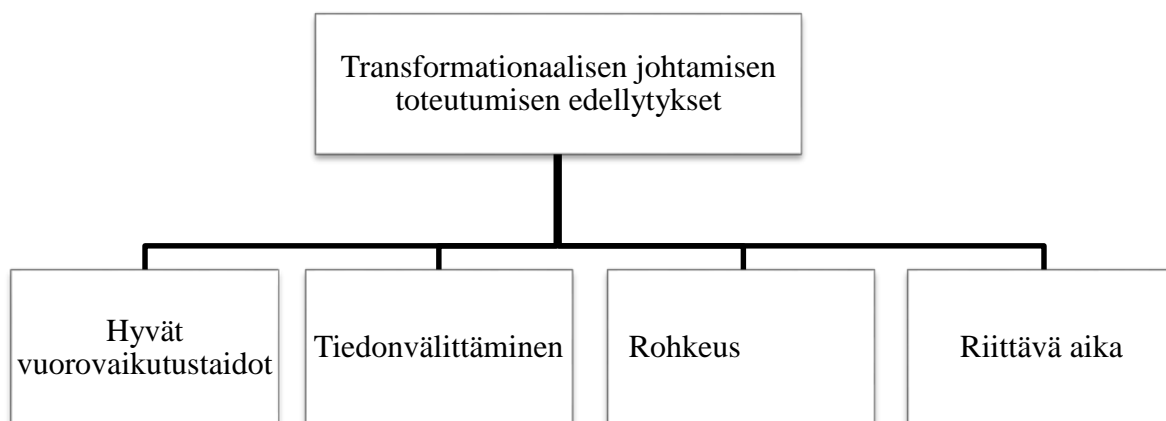 Transformationaalisen johtamisen
toteutumisen edellytykset
Hyvät
vuorovaikutustaidot
Tiedonvälittäminen
Rohkeus
Riittävä aika